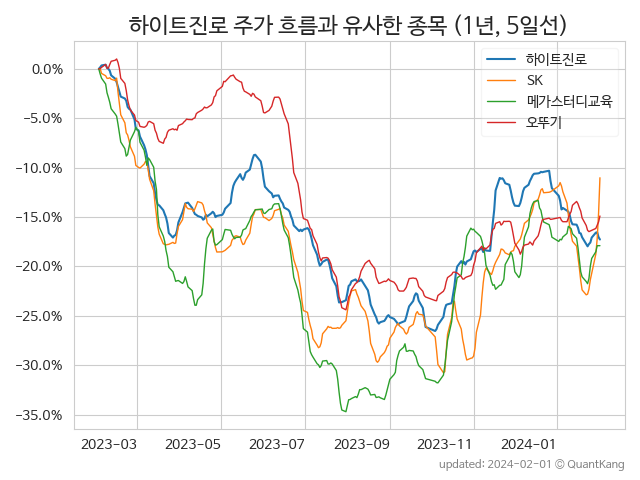 하이트진로 주가 흐름과 유사한 종목 (1년, 5일선)
하이트진로
SK
메가스터디교육
오뚜기
0.0%
−5.0%
−10.0%
−15.0%
−20.0%
−25.0%
−30.0%
−35.0%
2023-03 2023-05 2023-07 2023-09 2023-11 2024-01
updated: 2024-02-01 © QuantKang